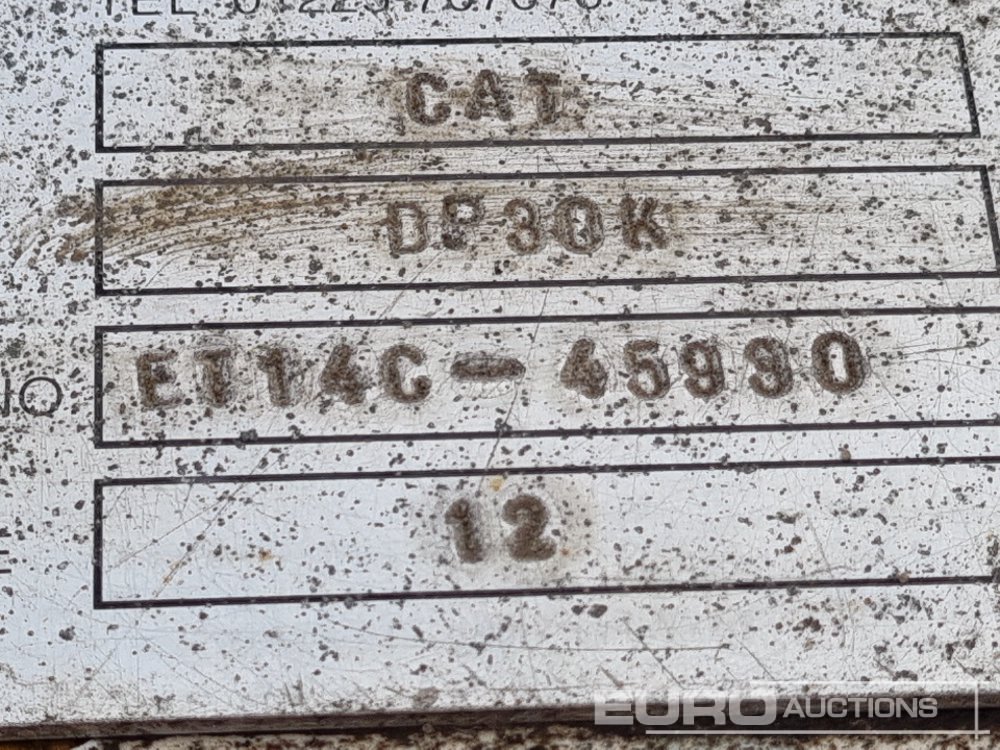 CAT
DP30K
NO ET14C-45990
12
EURO AUCTIONS